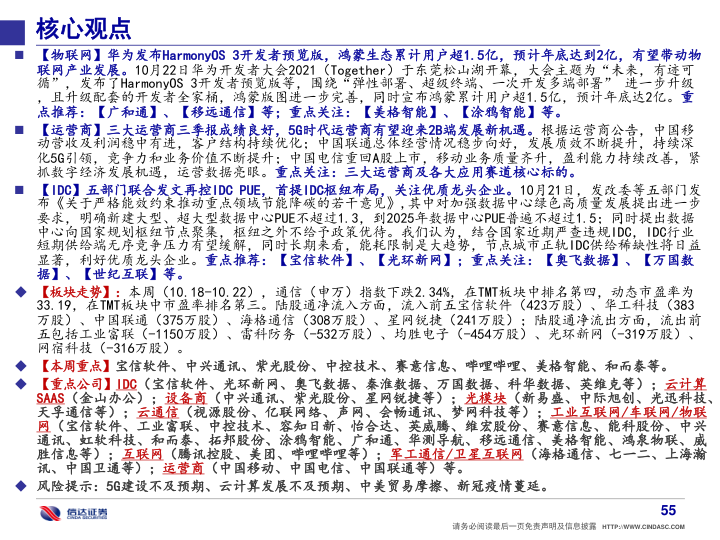 核心观点
【物联网】华为发布HarmonyOS 3开发者预览版，鸿蒙生态累计用户超1.5亿，预计年底达到2亿，有望带动物
联网产业发展。10月22日华为开发者大会2021（Together）于东莞松山湖开幕，大会主题为“未来，有迹可
循”，发布了HarmonyOS 3开发者预览版等，围绕“弹性部署、超级终端、一次开发多端部署” 进一步升级
，且升级配套的开发者全家桶，鸿蒙版图进一步完善，同时宣布鸿蒙累计用户超1.5亿，预计年底达2亿。重
点推荐：【广和通】、【移远通信】等；重点关注：【美格智能】、【涂鸦智能】等。
【运营商】三大运营商三季报成绩良好，5G时代运营商有望迎来2B端发展新机遇。根据运营商公告，中国移
动营收及利润稳中有进，客户结构持续优化；中国联通总体经营情况稳步向好，发展质效不断提升，持续深
化5G引领，竞争力和业务价值不断提升；中国电信重回A股上市，移动业务质量齐升，盈利能力持续改善，紧
抓数字经济发展机遇，运营数据亮眼。重点关注：三大运营商及各大应用赛道核心标的。
【IDC】五部门联合发文再控IDC PUE，首提IDC枢纽布局，关注优质龙头企业。10月21日，发改委等五部门发
布《关于严格能效约束推动重点领域节能降碳的若干意见》,其中对加强数据中心绿色高质量发展提出进一步
要求，明确新建大型、超大型数据中心PUE不超过1.3，到2025年数据中心PUE普遍不超过1.5；同时提出数据
中心向国家规划枢纽节点聚集，枢纽之外不给予政策优待。我们认为，结合国家近期严查违规IDC，IDC行业
短期供给端无序竞争压力有望缓解，同时长期来看，能耗限制是大趋势，节点城市正统IDC供给稀缺性将日益
显著，利好优质龙头企业。重点推荐：【宝信软件】、【光环新网】；重点关注：【奥飞数据】、【万国数
据】、【世纪互联】等。
【板块走势】：本周（10.18-10.22），通信（申万）指数下跌2.34%，在TMT板块中排名第四，动态市盈率为
33.19，在TMT板块中市盈率排名第三。陆股通净流入方面，流入前五宝信软件（423万股）、华工科技（383
万股）、中国联通（375万股）、海格通信（308万股）、星网锐捷（241万股）；陆股通净流出方面，流出前
五包括工业富联（-1150万股）、雷科防务（-532万股）、均胜电子（-454万股）、光环新网（-319万股）、
网宿科技（-316万股）。
【本周重点】宝信软件、中兴通讯、紫光股份、中控技术、赛意信息、哔哩哔哩、美格智能、和而泰等。
【重点公司】IDC（宝信软件、光环新网、奥飞数据、秦淮数据、万国数据、科华数据、英维克等）；云计算
SAAS（金山办公）；设备商（中兴通讯、紫光股份、星网锐捷等）；光模块（新易盛、中际旭创、光迅科技、
天孚通信等）；云通信（视源股份、亿联网络、声网、会畅通讯、梦网科技等）；工业互联网/车联网/物联
网（宝信软件、工业富联、中控技术、容知日新、怡合达、英威腾、维宏股份、赛意信息、能科股份、中兴
通讯、虹软科技、和而泰、拓邦股份、涂鸦智能、广和通、华测导航、移远通信、美格智能、鸿泉物联、威
胜信息等）；互联网（腾讯控股、美团、哔哩哔哩等）；军工通信/卫星互联网（海格通信、七一二、上海瀚
讯、中国卫通等）；运营商（中国移动、中国电信、中国联通等）等。
风险提示：5G建设不及预期、云计算发展不及预期、中美贸易摩擦、新冠疫情蔓延。
信达证券
CINDA SECURITIES
55
请务必阅读最后一页免责声明及信息披露 HTTP://WWW.CINDASC.COM